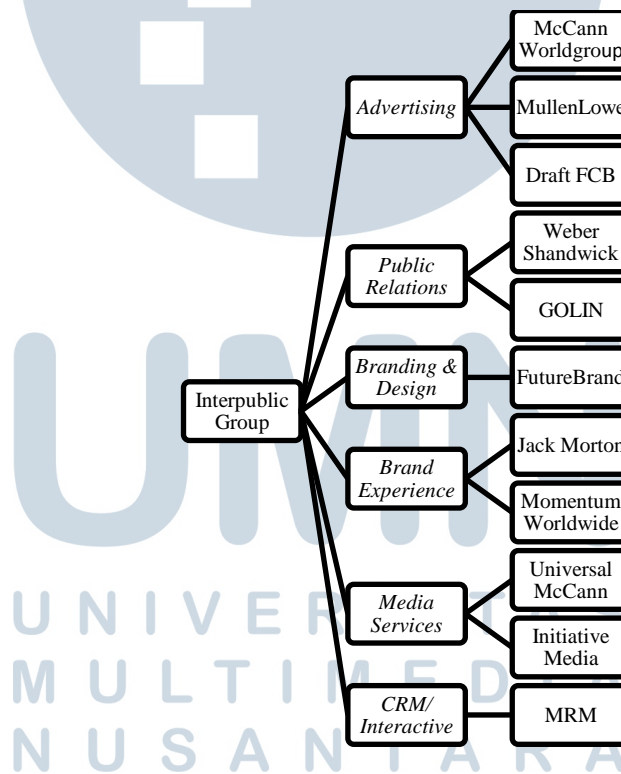 McCann
Worldgroup
Advertising
MullenLowe
Draft FCB
Weber
Shandwick
Public
Relations
GOLIN
Branding &
Design
FutureBrand
Interpublic
Group
Jack Morton
Brand
Experience
Momentum
Worldwide
Universal
McCann
Media
Services
Initiative
Media
CRM/
Interactive
MRM
UMN
UNIVERSITAS
MULTIMEDIA
NUSANTARA